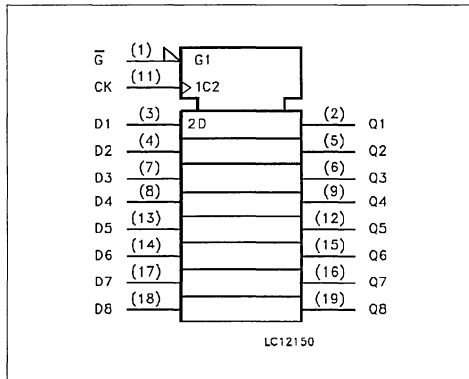 G̅ (1) G1
CK (11) 1C2
D1 (3) 2D (2) Q1
D2 (4) (5) Q2
D3 (7) (6) Q3
D4 (8) (9) Q4
D5 (13) (12) Q5
D6 (14) (15) Q6
D7 (17) (16) Q7
D8 (18) (19) Q8
LC12150